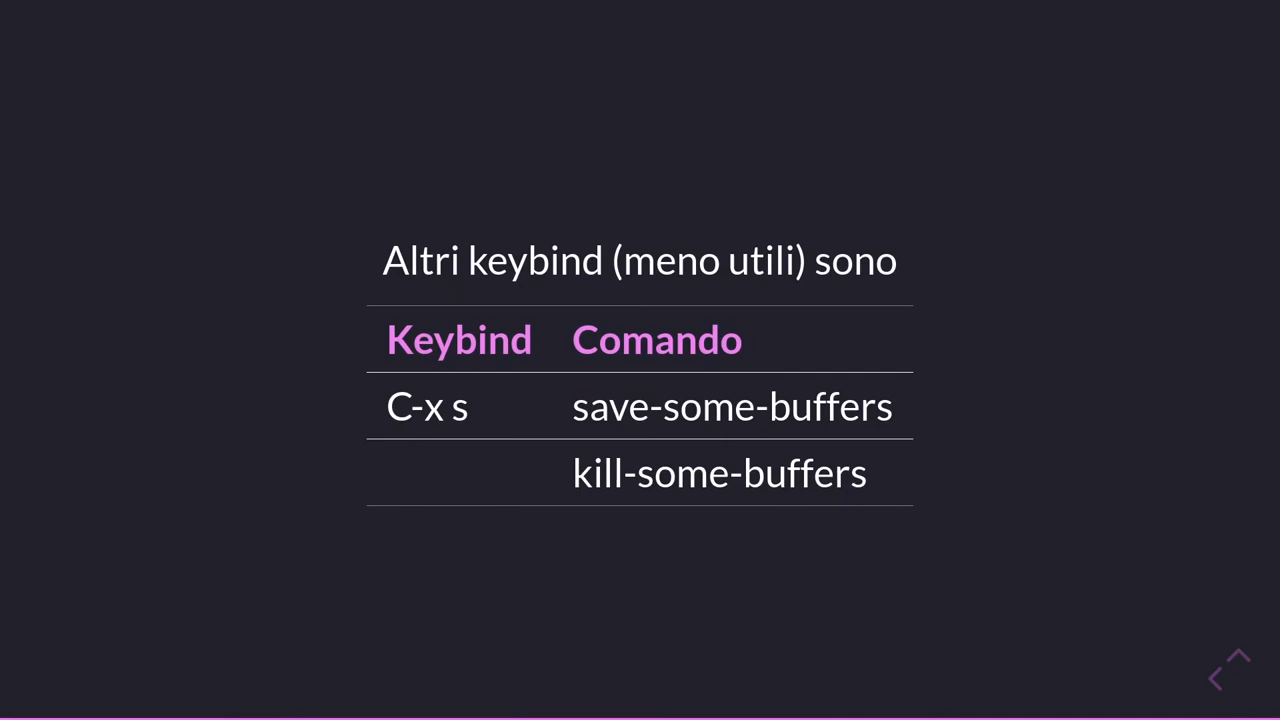 Altri keybind (meno utili) sono
Keybind Comando
C-x s save-some-buffers
kill-some-buffers